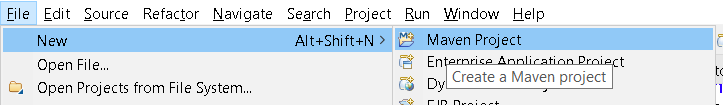 File Edit Source Refactor Navigate Search Project Run Window Help
New Alt+Shift+N > Maven Project
Open File... Enterprise Application Project
Create a Maven project
Open Projects from File System...